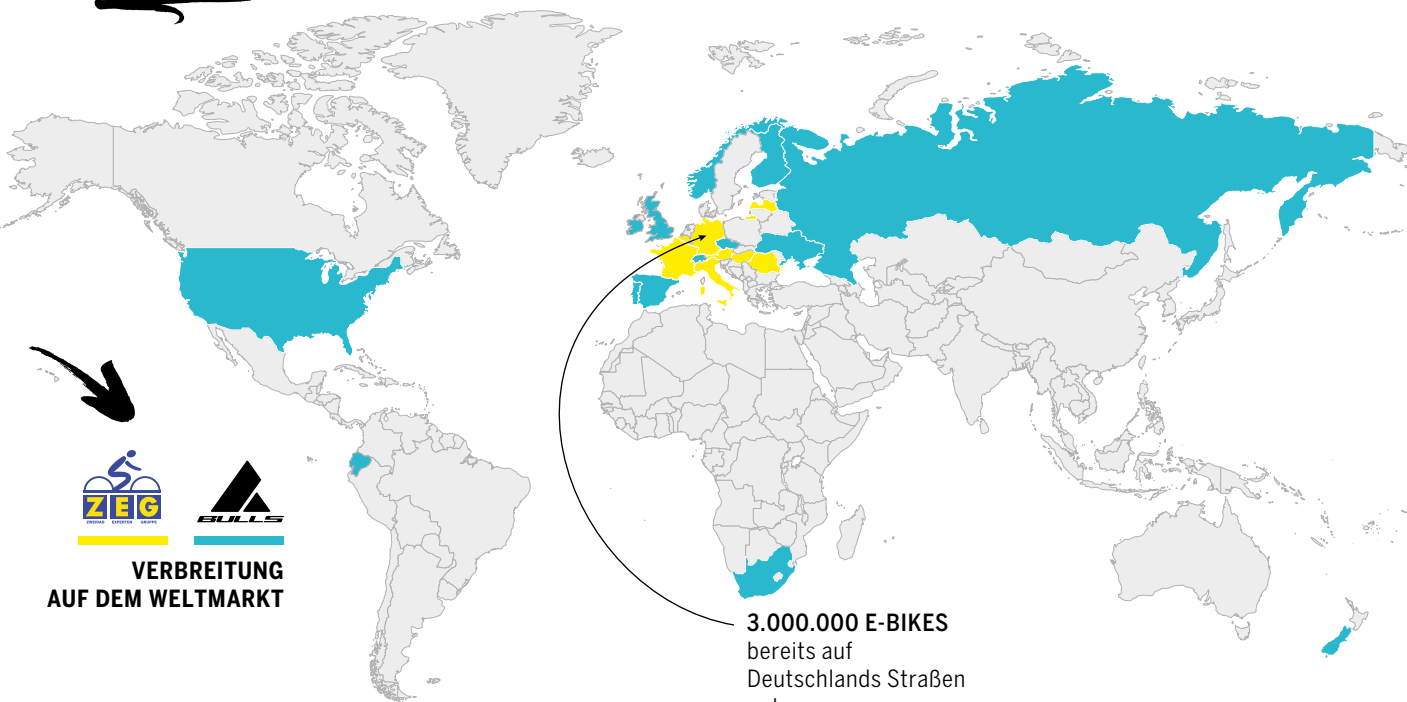 ZEG
ZWEIRAD EXPERTEN GRUPPE
BULLS
VERBREITUNG
AUF DEM WELTMARKT
3.000.000 E-BIKES
bereits auf
Deutschlands Straßen